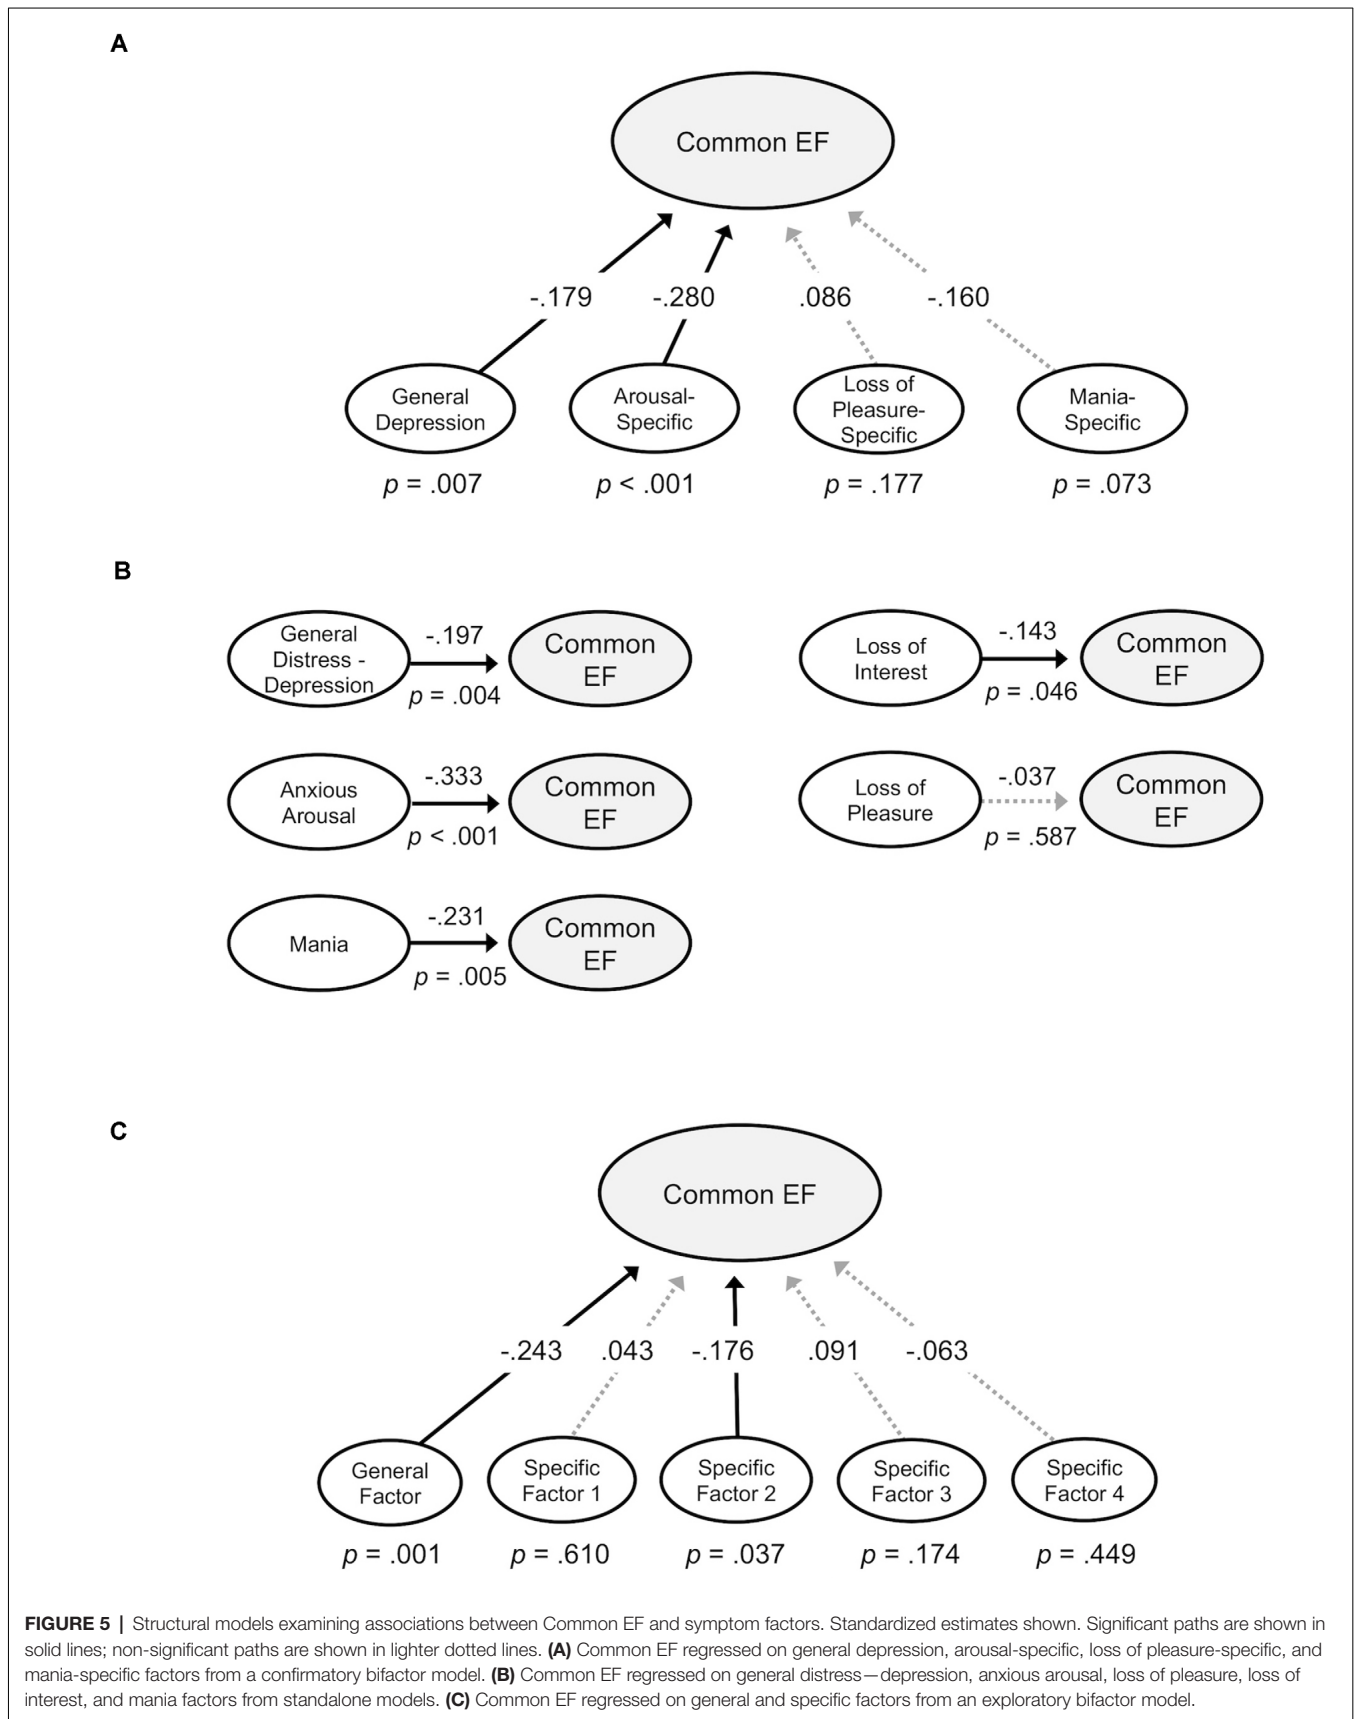 A
Common EF
-.179 -.280 .086 -.160
General
Depression
Arousal-
Specific
Loss of
Pleasure-
Specific
Mania-
Specific
p = .007 p < .001 p = .177 p = .073
B
General
Distress -
Depression
-.197
p = .004
Common
EF
Loss of
Interest
-.143
p = .046
Common
EF
Anxious
Arousal
-.333
p < .001
Common
EF
Loss of
Pleasure
-.037
p = .587
Common
EF
Mania
-.231
p = .005
Common
EF
C
Common EF
-.243 .043 -.176 .091 -.063
General
Factor
Specific
Factor 1
Specific
Factor 2
Specific
Factor 3
Specific
Factor 4
p = .001 p = .610 p = .037 p = .174 p = .449
FIGURE 5 | Structural models examining associations between Common EF and symptom factors. Standardized estimates shown. Significant paths are shown in
solid lines; non-significant paths are shown in lighter dotted lines. (A) Common EF regressed on general depression, arousal-specific, loss of pleasure-specific, and
mania-specific factors from a confirmatory bifactor model. (B) Common EF regressed on general distress—depression, anxious arousal, loss of pleasure, loss of
interest, and mania factors from standalone models. (C) Common EF regressed on general and specific factors from an exploratory bifactor model.